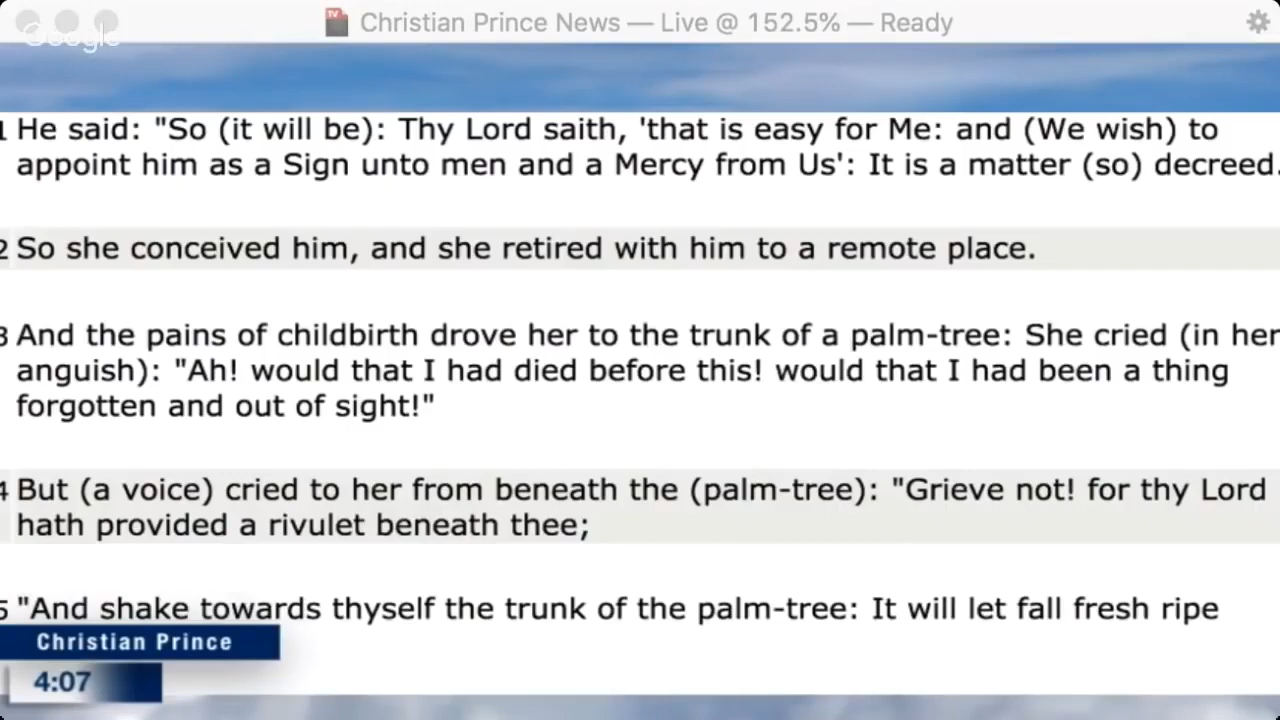 Christian Prince News — Live @ 152.5% — Ready
Google
1 He said: "So (it will be): Thy Lord saith, 'that is easy for Me: and (We wish) to
appoint him as a Sign unto men and a Mercy from Us': It is a matter (so) decreed.
2 So she conceived him, and she retired with him to a remote place.
3 And the pains of childbirth drove her to the trunk of a palm-tree: She cried (in her
anguish): "Ah! would that I had died before this! would that I had been a thing
forgotten and out of sight!"
4 But (a voice) cried to her from beneath the (palm-tree): "Grieve not! for thy Lord
hath provided a rivulet beneath thee;
5 "And shake towards thyself the trunk of the palm-tree: It will let fall fresh ripe
Christian Prince
4:07